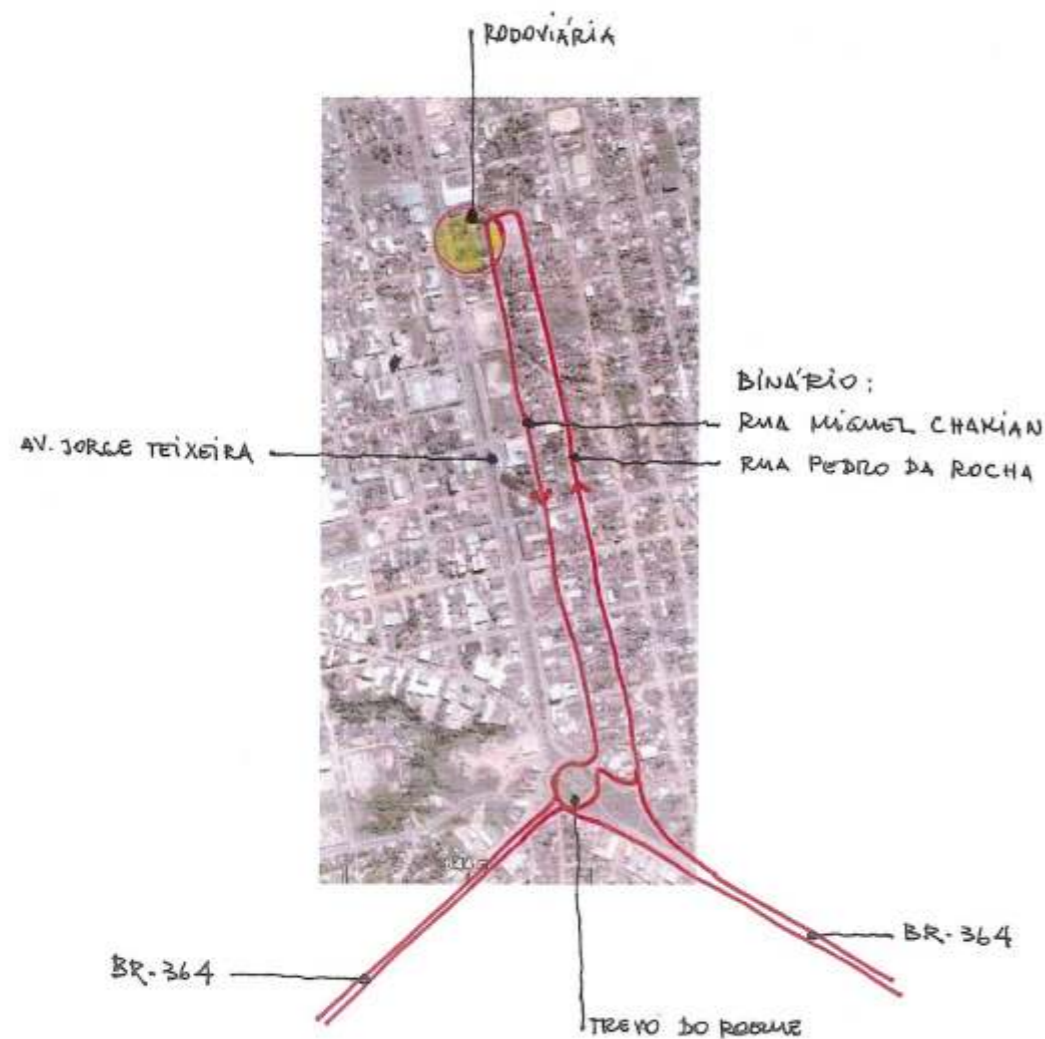 RODOVIÁRIA
BINÁRIO:
RUA MIGUEL CHAKIAN
RUA PEDRO DA ROCHA
AV. JORGE TEIXEIRA
BR-364
BR-364
TREVO DO ROQUE